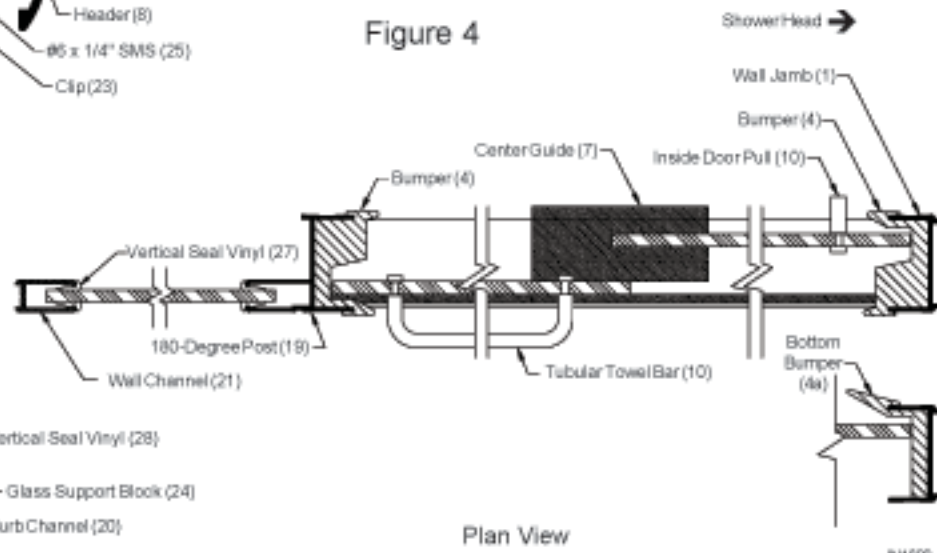 Header (8)
#6 x 1/4" SMS (25)
Clip (23)
Figure 4
Shower Head
Wall Jamb (1)
Bumper (4)
Center Guide (7)
Inside Door Pull (10)
Bumper (4)
Vertical Seal Vinyl (27)
180-Degree Post (19)
Wall Channel (21)
Tubular Towel Bar (10)
Bottom
Bumper
(4a)
ertical Seal Vinyl (28)
Glass Support Block (24)
urb Channel (20)
Plan View